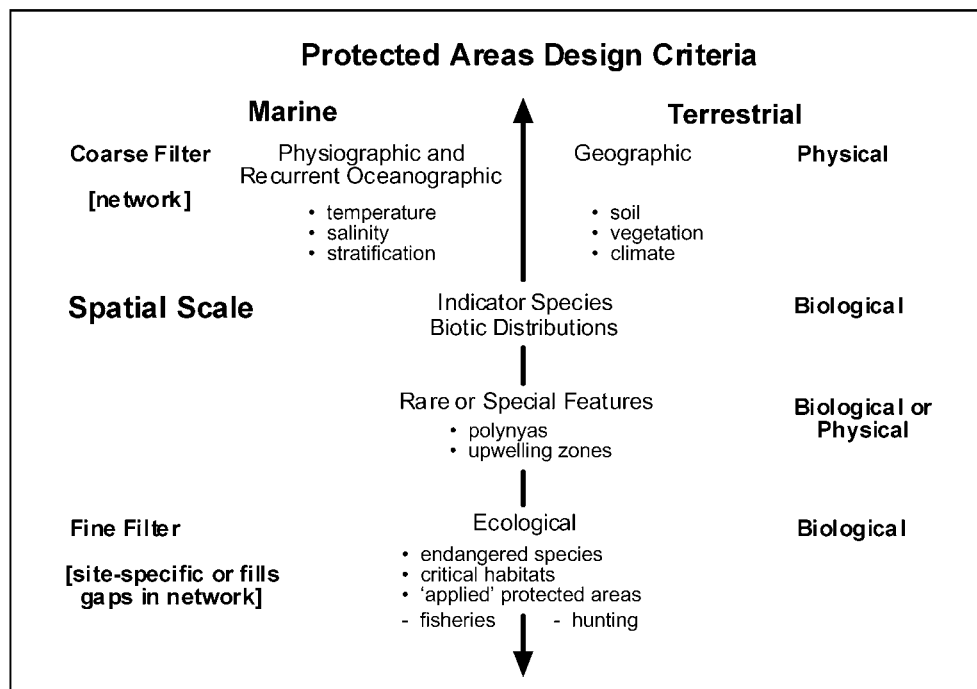 Protected Areas Design Criteria
Marine
Terrestrial
Coarse Filter
[network]
Physiographic and
Recurrent Oceanographic
• temperature
• salinity
• stratification
Geographic
• soil
• vegetation
• climate
Physical
Spatial Scale
Indicator Species
Biotic Distributions
Biological
Rare or Special Features
• polynyas
• upwelling zones
Biological or
Physical
Fine Filter
[site-specific or fills
gaps in network]
Ecological
• endangered species
• critical habitats
• ‘applied’ protected areas
- fisheries - hunting
Biological